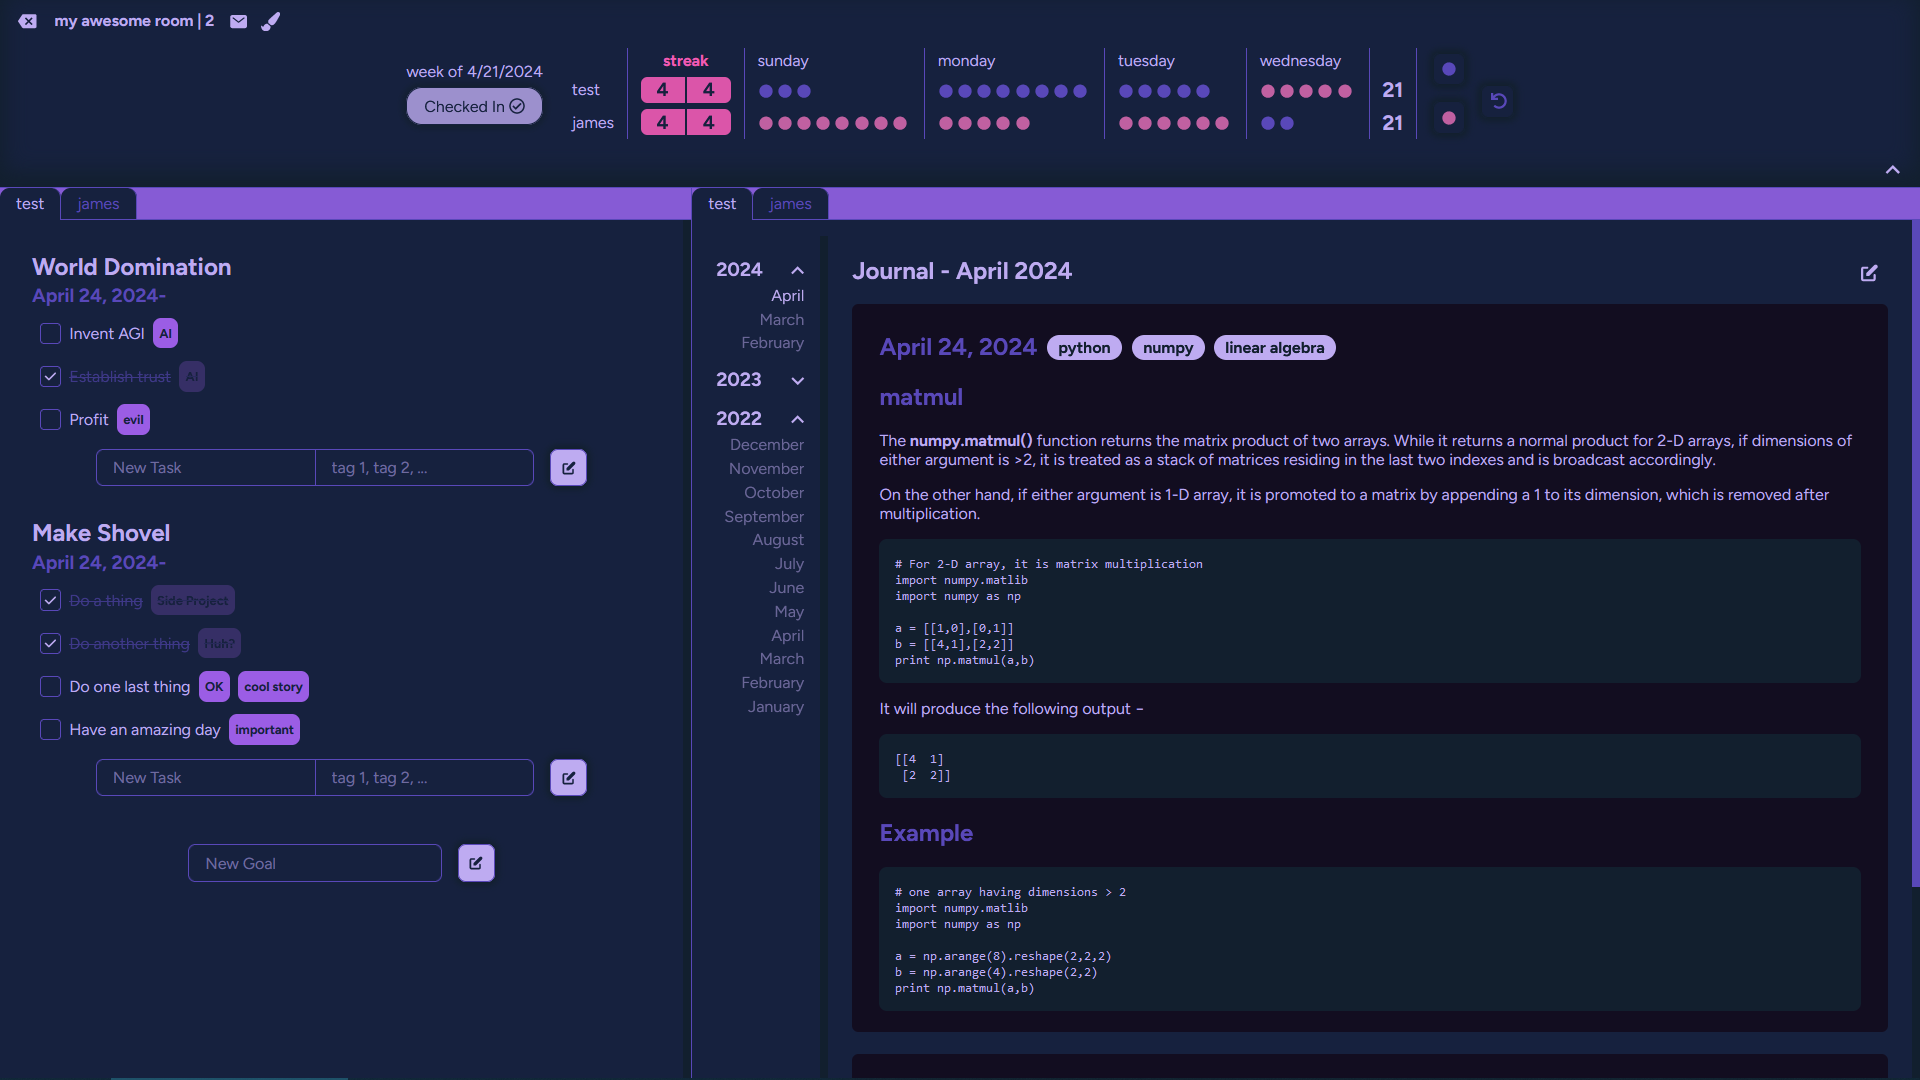 my awesome room | 2
week of 4/21/2024
Checked In
streak
sunday
monday
tuesday
wednesday
test
4 4
21
james
4 4
21
test
james
World Domination
April 24, 2024-
Invent AGI AI
Establish trust AI
Profit evil
New Task
tag 1, tag 2, ...
Make Shovel
April 24, 2024-
Do a thing Side Project
Do another thing Huh?
Do one last thing OK cool story
Have an amazing day important
New Task
tag 1, tag 2, ...
New Goal
test
james
2024
April
March
February
2023
2022
December
November
October
September
August
July
June
May
April
March
February
January
Journal - April 2024
April 24, 2024 python numpy linear algebra
matmul
The numpy.matmul() function returns the matrix product of two arrays. While it returns a normal product for 2-D arrays, if dimensions of
either argument is >2, it is treated as a stack of matrices residing in the last two indexes and is broadcast accordingly.
On the other hand, if either argument is 1-D array, it is promoted to a matrix by appending a 1 to its dimension, which is removed after
multiplication.
# For 2-D array, it is matrix multiplication
import numpy.matlib
import numpy as np
a = [[1,0],[0,1]]
b = [[4,1],[2,2]]
print np.matmul(a,b)
It will produce the following output −
[[4  1]
 [2  2]]
Example
# one array having dimensions > 2
import numpy.matlib
import numpy as np
a = np.arange(8).reshape(2,2,2)
b = np.arange(4).reshape(2,2)
print np.matmul(a,b)